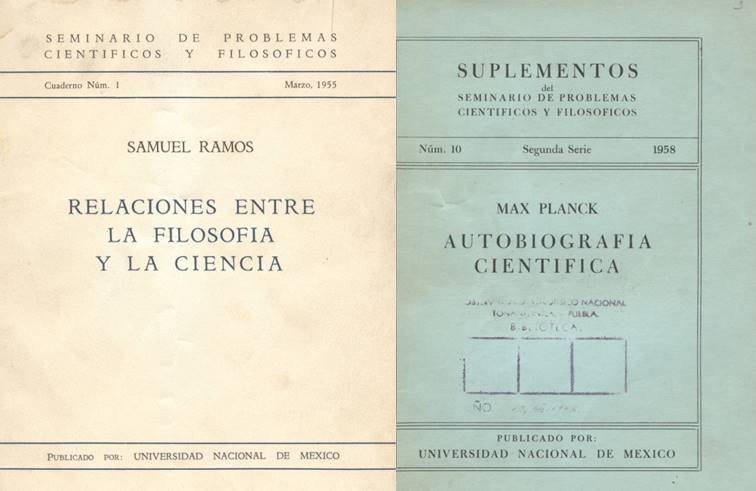 SEMINARIO DE PROBLEMAS
CIENTIFICOS Y FILOSOFICOS
Cuaderno Núm. 1 Marzo, 1955
SAMUEL RAMOS
RELACIONES ENTRE
LA FILOSOFIA
Y LA CIENCIA
PUBLICADO POR: UNIVERSIDAD NACIONAL DE MEXICO
SUPLEMENTOS
del
SEMINARIO DE PROBLEMAS
CIENTIFICOS Y FILOSOFICOS
Núm. 10 Segunda Serie 1958
MAX PLANCK
AUTOBIOGRAFIA
CIENTIFICA
NACIONAL
PUEBLA.
BIBLIOTECA.
ÑO
PUBLICADO POR:
UNIVERSIDAD NACIONAL DE MEXICO